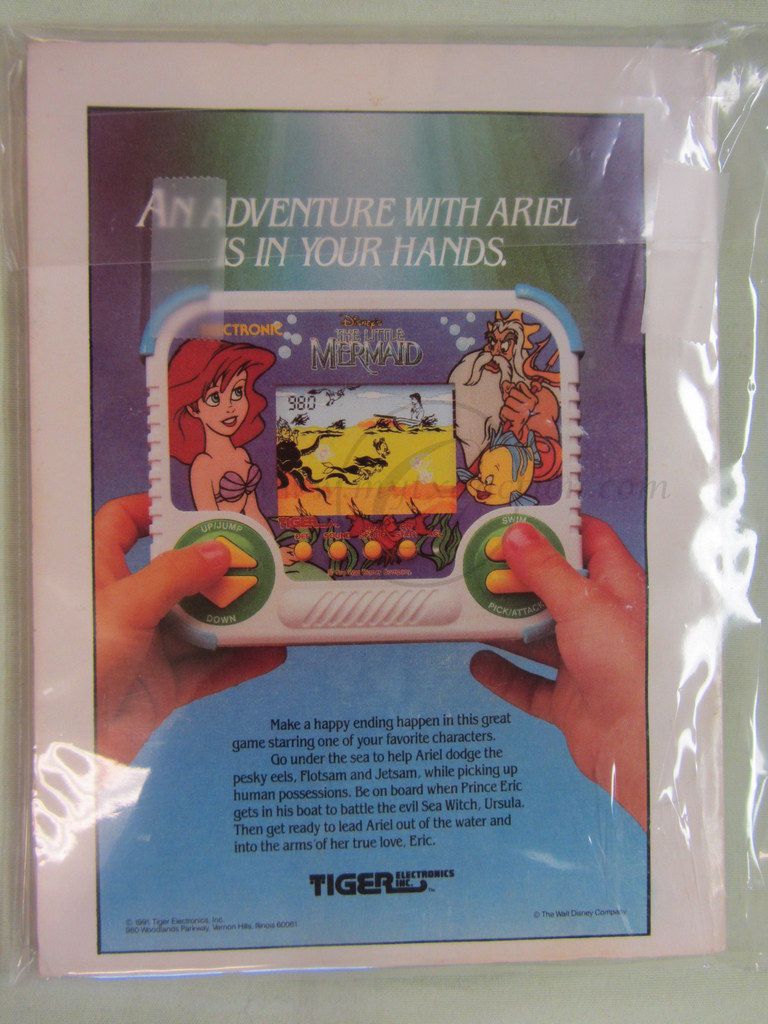 AN ADVENTURE WITH ARIEL
IS IN YOUR HANDS.
CTRONIC
Disney's
THE LITTLE
MERMAID
980
TIGER
UP/JUMP
DOWN
SWIM
PICK/ATTACK
OFF SOUND
Make a happy ending happen in this great
game starring one of your favorite characters.
Go under the sea to help Ariel dodge the
pesky eels, Flotsam and Jetsam, while picking up
human possessions. Be on board when Prince Eric
gets in his boat to battle the evil Sea Witch, Ursula.
Then get ready to lead Ariel out of the water and
into the arms of her true love, Eric.
TIGER ELECTRONICS INC.™
© 1991, Tiger Electronics, Inc.
980 Woodlands Parkway, Vernon Hills, Illinois 60061
© The Walt Disney Company